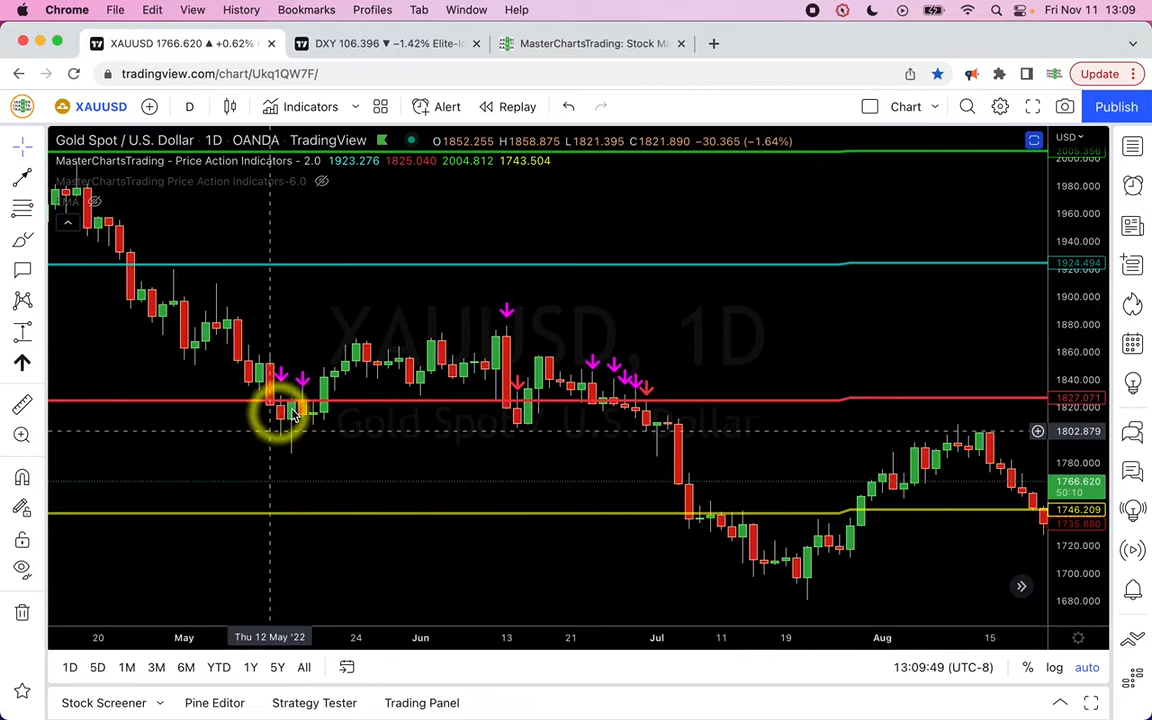 Chrome File Edit View History Bookmarks Profiles Tab Window Help Fri Nov 11 13:09
XAUUSD 1766.620 ▲ +0.62% DXY 106.396 ▼ −1.42% Elite- MasterChartsTrading: Stock
tradingview.com/chart/Ukq1QW7F/ Update
XAUUSD D Indicators Alert Replay Chart Publish
Gold Spot / U.S. Dollar · 1D · OANDA · TradingView O1852.255 H1858.875 L1821.395 C1821.890 −30.365 (−1.64%) USD
MasterChartsTrading - Price Action Indicators - 2.0 1923.276 1825.040 2004.812 1743.504
MasterChartsTrading Price Action Indicators-6.0
2005.356
2000.000
1980.000
1960.000
1940.000
1924.494
1920.000
1900.000
1880.000
1860.000
1840.000
1827.071
1820.000
1802.879
1780.000
1766.620
50:10
1746.209
1735.880
1720.000
1700.000
1680.000
XAUUSD, 1D
Gold Spot / U.S. Dollar
20 May Thu 12 May '22 24 Jun 13 21 Jul 11 19 Aug 15
1D 5D 1M 3M 6M YTD 1Y 5Y All 13:09:49 (UTC-8) % log auto
Stock Screener Pine Editor Strategy Tester Trading Panel